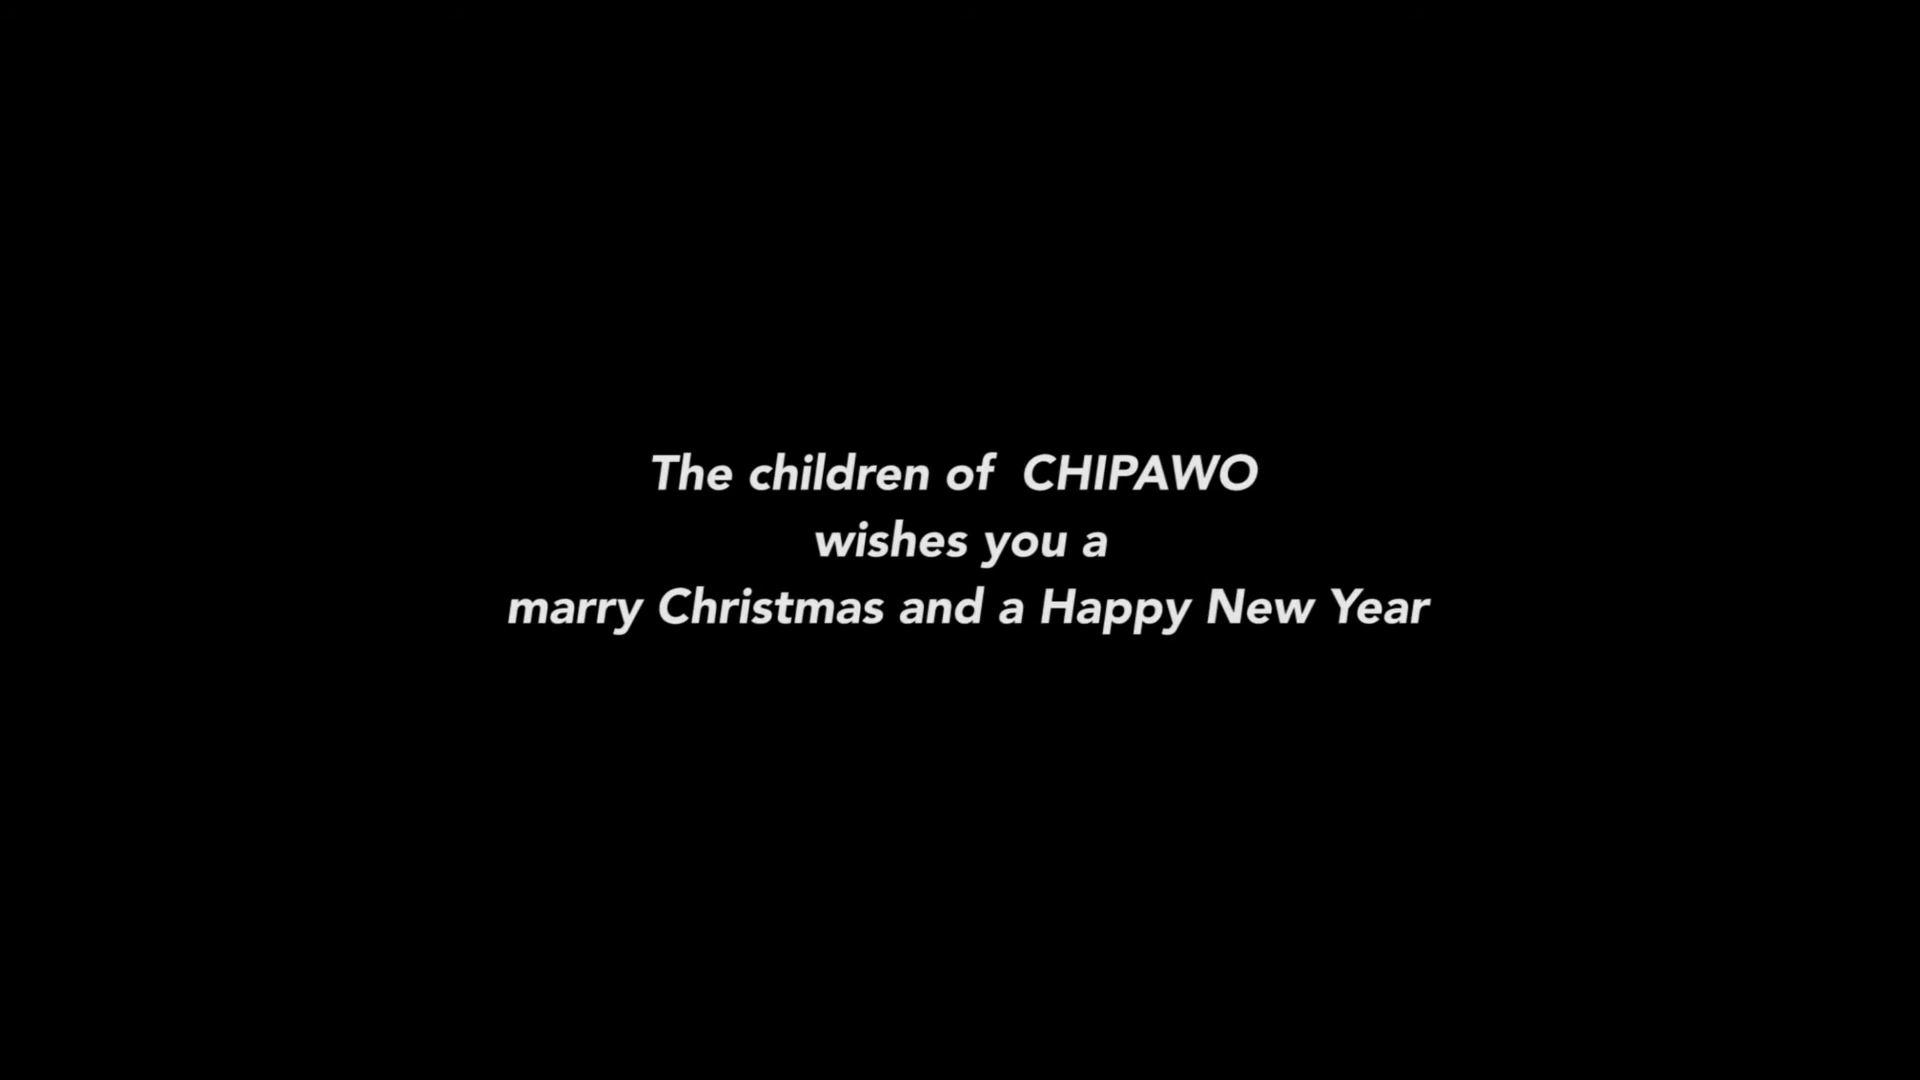 The children of CHIPAWO
wishes you a
marry Christmas and a Happy New Year